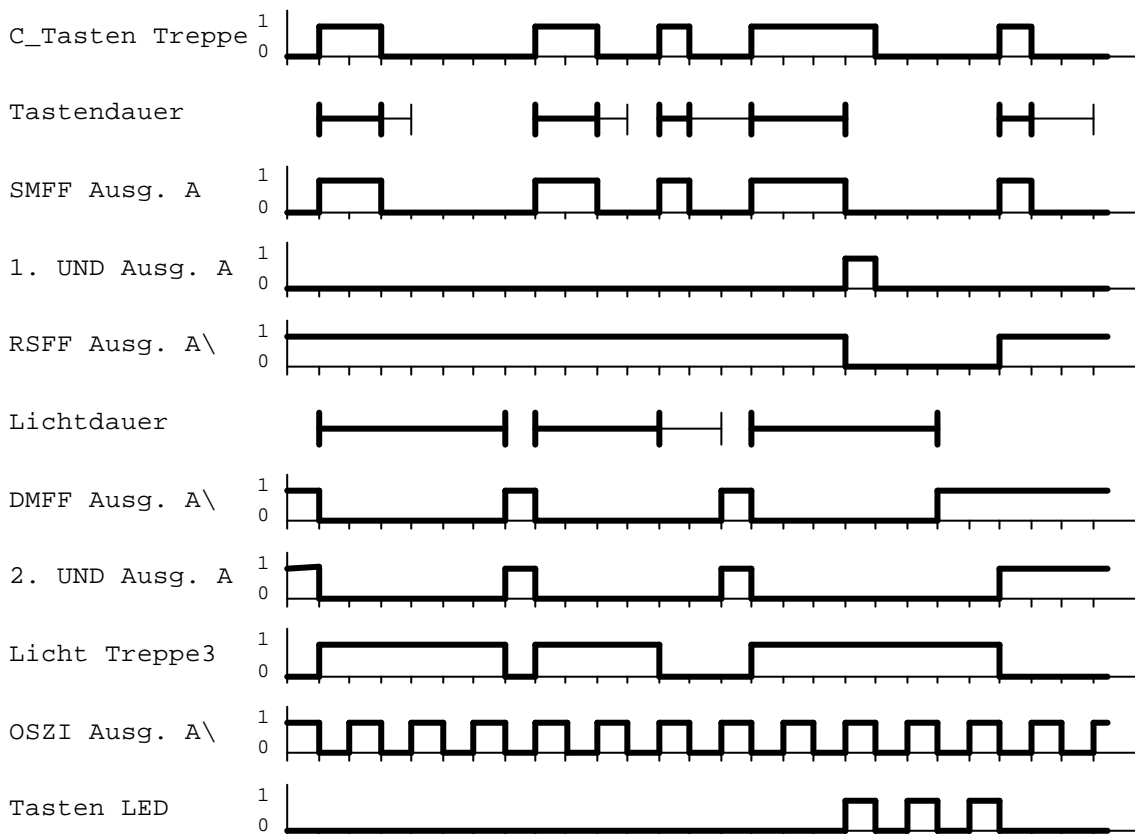 C_Tasten Treppe 1
0
Tastendauer
SMFF Ausg. A 1
0
1. UND Ausg. A 1
0
RSFF Ausg. A\ 1
0
Lichtdauer
DMFF Ausg. A\ 1
0
2. UND Ausg. A 1
0
Licht Treppe3 1
0
OSZI Ausg. A\ 1
0
Tasten LED 1
0